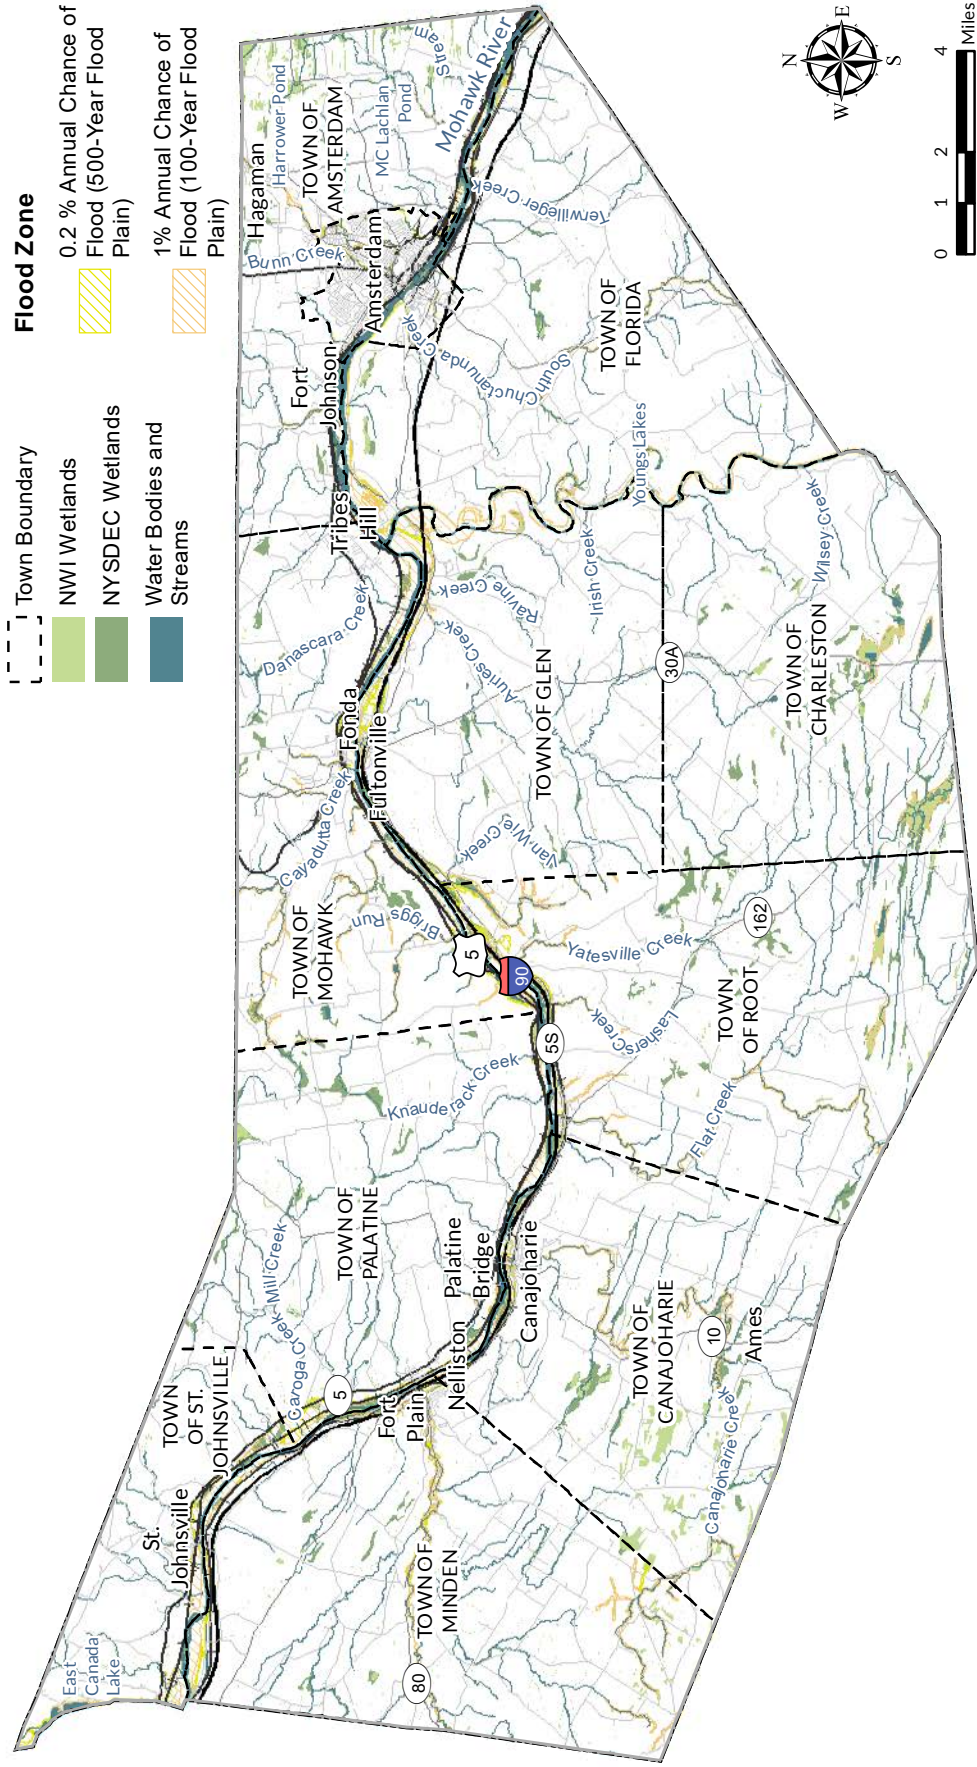 Town Boundary
NWI Wetlands
NYSDEC Wetlands
Water Bodies and
Streams
Flood Zone
0.2 % Annual Chance of
Flood (500-Year Flood
Plain)
1% Annual Chance of
Flood (100-Year Flood
Plain)
East
Canada
Lake
St.
Johnsville
TOWN
OF ST.
JOHNSVILLE
Caroga Creek
Mill Creek
TOWN OF
PALATINE
5
Fort
Plain
Nelliston
Palatine
Bridge
Canajoharie
80
TOWN OF
MINDEN
TOWN OF
CANAJOHARIE
10
Ames
Canajoharie Creek
Knauderack Creek
TOWN OF
MOHAWK
Briggs Run
5
90
5S
Lashers Creek
Yatesville Creek
Flat Creek
TOWN
OF ROOT
162
Cayadutta Creek
Fonda
Fultonville
Van Wie Creek
Danascara Creek
Auries Creek
Ravine Creek
Irish Creek
TOWN OF GLEN
30A
TOWN OF
CHARLESTON
Wilsey Creek
Youngs Lakes
Tribes
Hill
Fort
Johnson
Amsterdam
Bunn Creek
Hagaman
Harrower Pond
TOWN OF
AMSTERDAM
MC Lachlan
Pond
Stream
Mohawk River
Terwilleger Creek
South Chuctanunda Creek
TOWN OF
FLORIDA
N
W
E
S
0 1 2 4
Miles